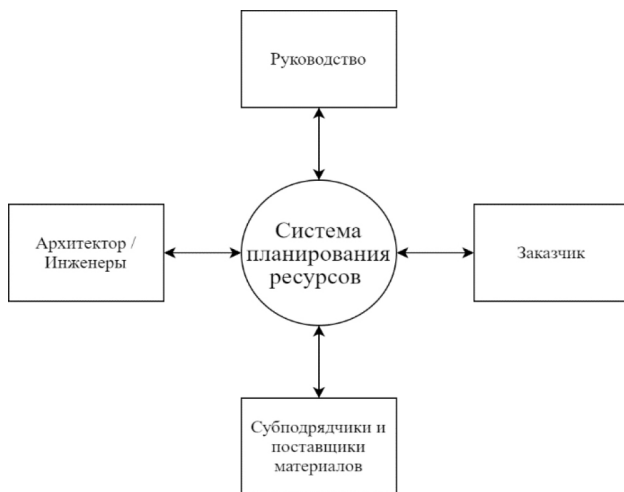 Руководство
Архитектор /
Инженеры
Система
планирования
ресурсов
Заказчик
Субподрядчики и
поставщики
материалов